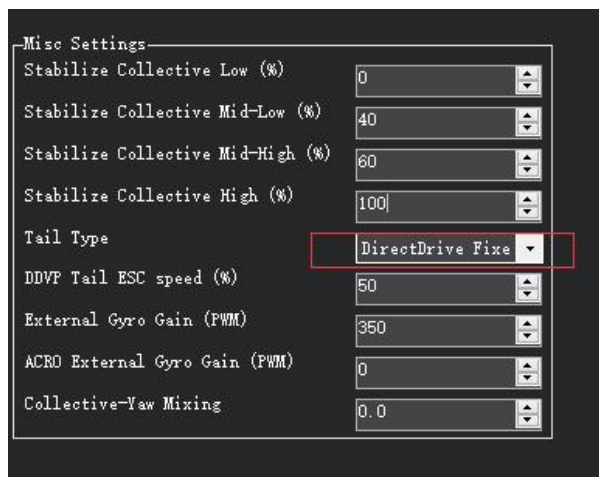 Misc Settings
Stabilize Collective Low (%) 0
Stabilize Collective Mid-Low (%) 40
Stabilize Collective Mid-High (%) 60
Stabilize Collective High (%) 100
Tail Type DirectDrive Fixe
DDVP Tail ESC speed (%) 50
External Gyro Gain (PWM) 350
ACRO External Gyro Gain (PWM) 0
Collective-Yaw Mixing 0.0